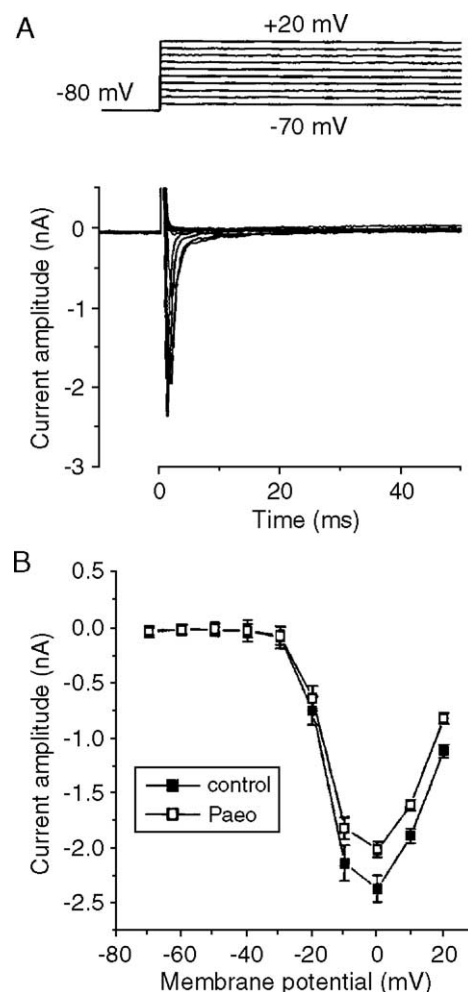 A
+20 mV
-80 mV
-70 mV
Current amplitude (nA)
0
-1
-2
-3
0 20 40
Time (ms)
B
Current amplitude (nA)
0.5
0.0
-0.5
-1.0
-1.5
-2.0
-2.5
control
Paeo
-80 -60 -40 -20 0 20
Membrane potential (mV)